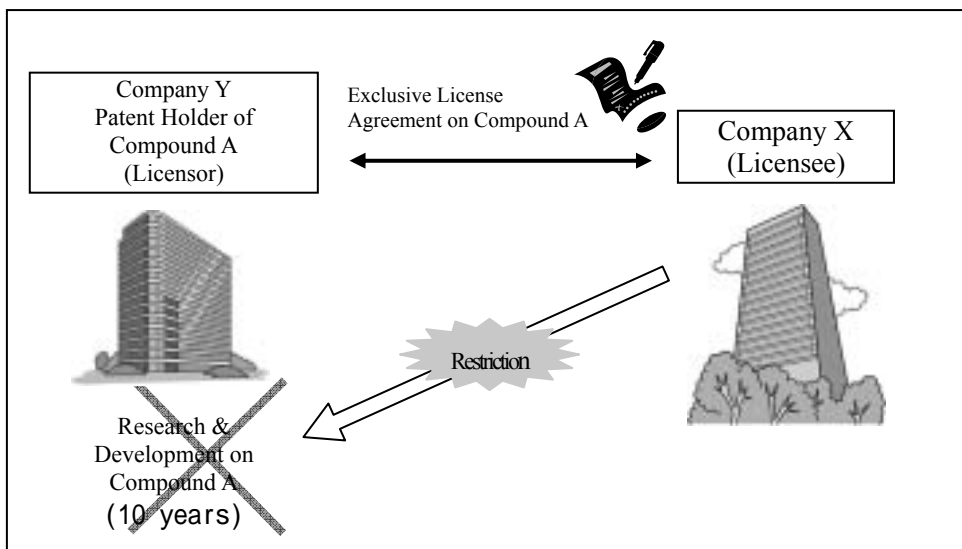 Company Y
Patent Holder of
Compound A
(Licensor)
Exclusive License
Agreement on Compound A
Company X
(Licensee)
Restriction
Research &
Development on
Compound A
(10 years)